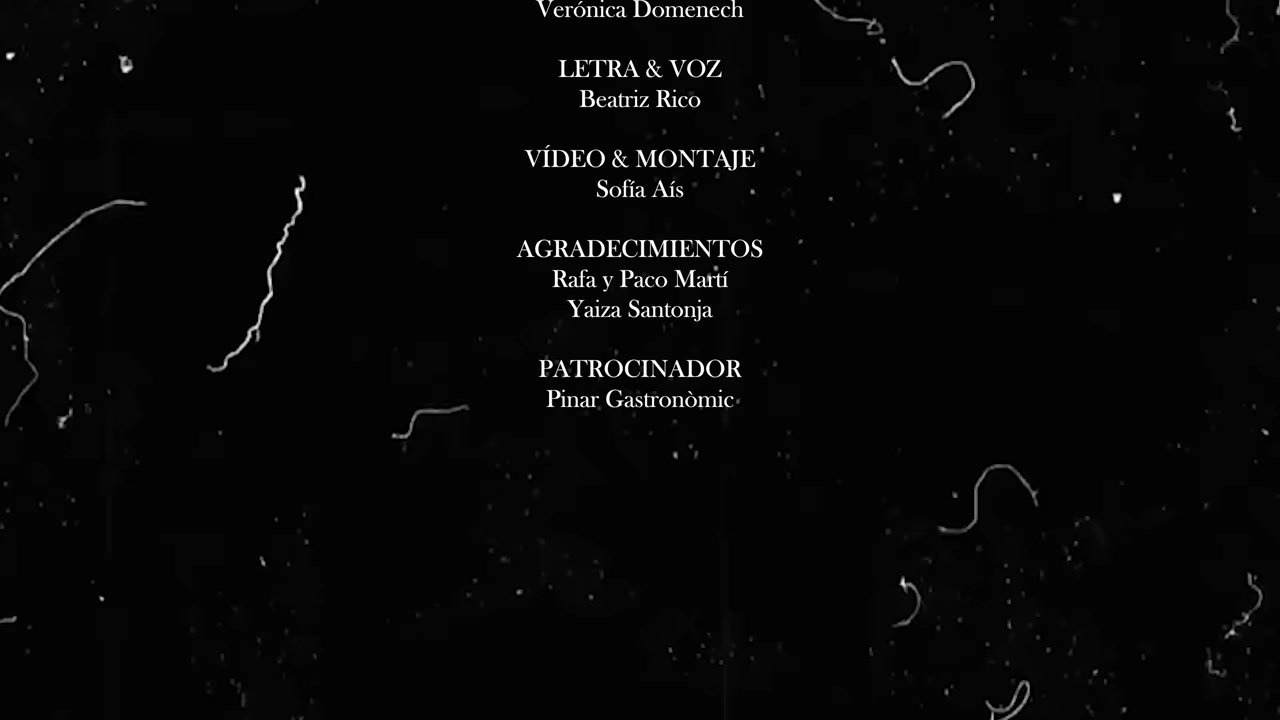 Verónica Domenech
LETRA & VOZ
Beatriz Rico
VÍDEO & MONTAJE
Sofía Aís
AGRADECIMIENTOS
Rafa y Paco Martí
Yaiza Santonja
PATROCINADOR
Pinar Gastronòmic